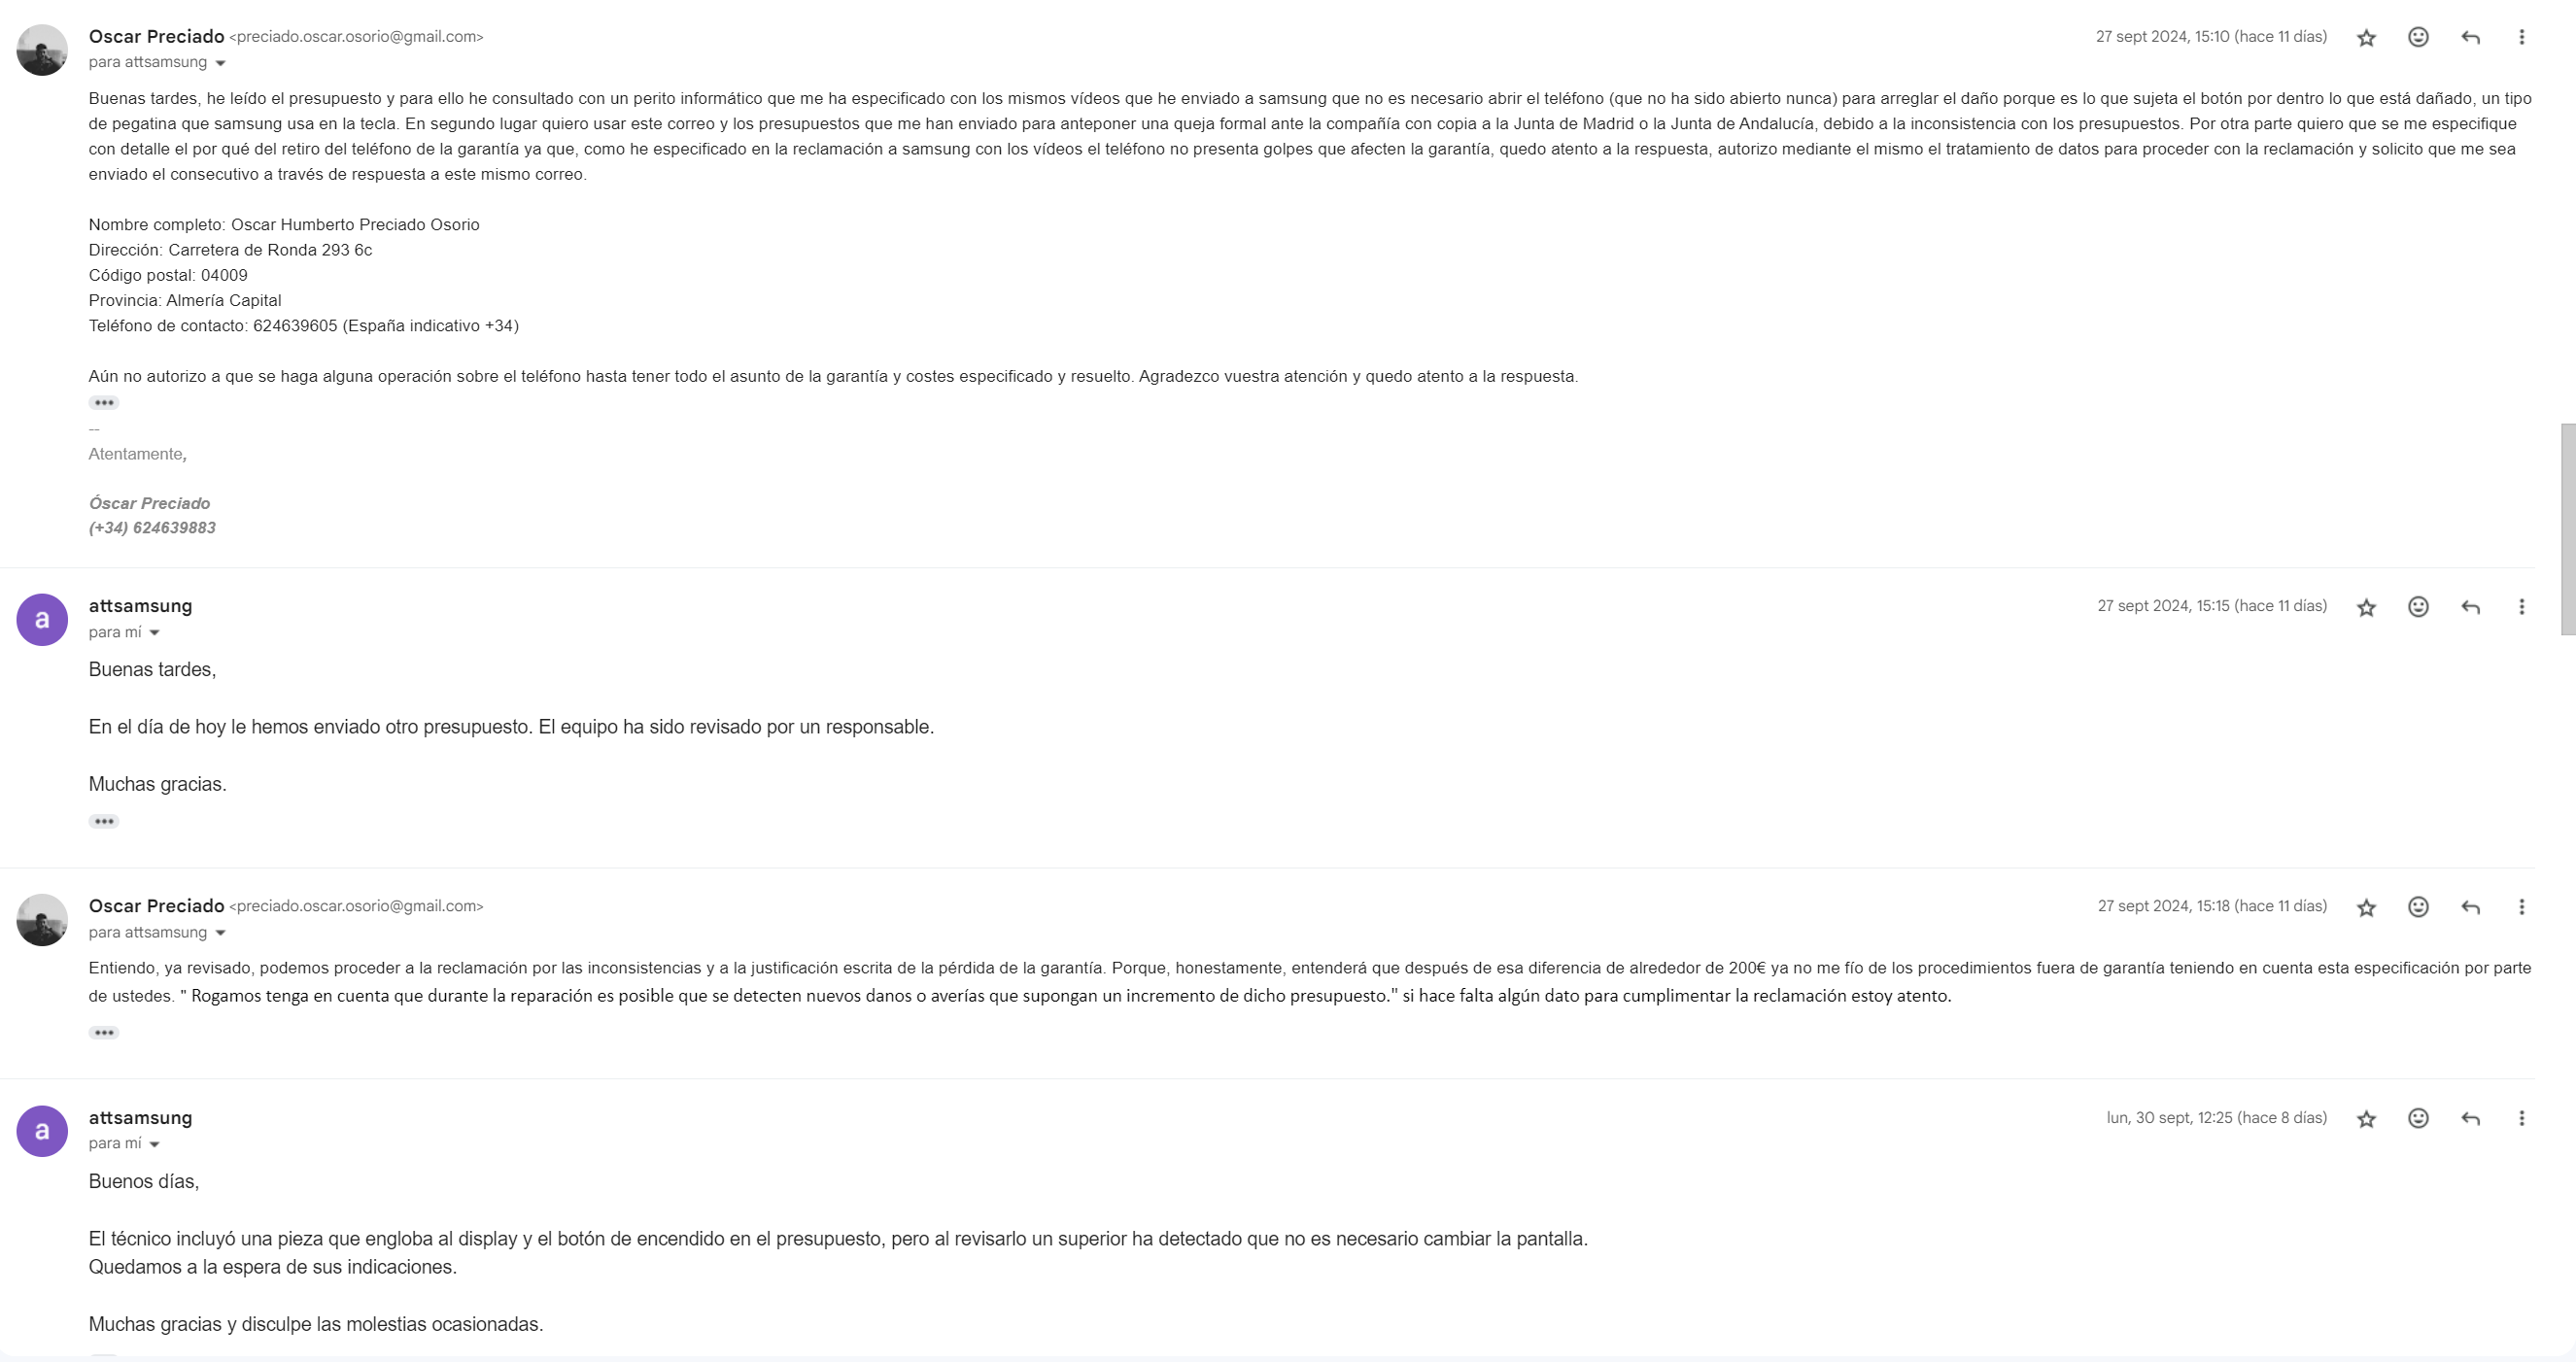 Oscar Preciado <preciado.oscar.osorio@gmail.com>
27 sept 2024, 15:10 (hace 11 días)
para attsamsung
Buenas tardes, he leído el presupuesto y para ello he consultado con un perito informático que me ha especificado con los mismos vídeos que he enviado a samsung que no es necesario abrir el teléfono (que no ha sido abierto nunca) para arreglar el daño porque es lo que sujeta el botón por dentro lo que está dañado, un tipo
de pegatina que samsung usa en la tecla. En segundo lugar quiero usar este correo y los presupuestos que me han enviado para anteponer una queja formal ante la compañía con copia a la Junta de Madrid o la Junta de Andalucía, debido a la inconsistencia con los presupuestos. Por otra parte quiero que se me especifique
con detalle el por qué del retiro del teléfono de la garantía ya que, como he especificado en la reclamación a samsung con los vídeos el teléfono no presenta golpes que afecten la garantía, quedo atento a la respuesta, autorizo mediante el mismo el tratamiento de datos para proceder con la reclamación y solicito que me sea
enviado el consecutivo a través de respuesta a este mismo correo.
Nombre completo: Oscar Humberto Preciado Osorio
Dirección: Carretera de Ronda 293 6c
Código postal: 04009
Provincia: Almería Capital
Teléfono de contacto: 624639605 (España indicativo +34)
Aún no autorizo a que se haga alguna operación sobre el teléfono hasta tener todo el asunto de la garantía y costes especificado y resuelto. Agradezco vuestra atención y quedo atento a la respuesta.
--
Atentamente,
Óscar Preciado
(+34) 624639883
a
attsamsung
27 sept 2024, 15:15 (hace 11 días)
para mí
Buenas tardes,
En el día de hoy le hemos enviado otro presupuesto. El equipo ha sido revisado por un responsable.
Muchas gracias.
Oscar Preciado <preciado.oscar.osorio@gmail.com>
27 sept 2024, 15:18 (hace 11 días)
para attsamsung
Entiendo, ya revisado, podemos proceder a la reclamación por las inconsistencias y a la justificación escrita de la pérdida de la garantía. Porque, honestamente, entenderá que después de esa diferencia de alrededor de 200€ ya no me fío de los procedimientos fuera de garantía teniendo en cuenta esta especificación por parte
de ustedes. " Rogamos tenga en cuenta que durante la reparación es posible que se detecten nuevos danos o averías que supongan un incremento de dicho presupuesto." si hace falta algún dato para cumplimentar la reclamación estoy atento.
a
attsamsung
lun, 30 sept, 12:25 (hace 8 días)
para mí
Buenos días,
El técnico incluyó una pieza que engloba al display y el botón de encendido en el presupuesto, pero al revisarlo un superior ha detectado que no es necesario cambiar la pantalla.
Quedamos a la espera de sus indicaciones.
Muchas gracias y disculpe las molestias ocasionadas.